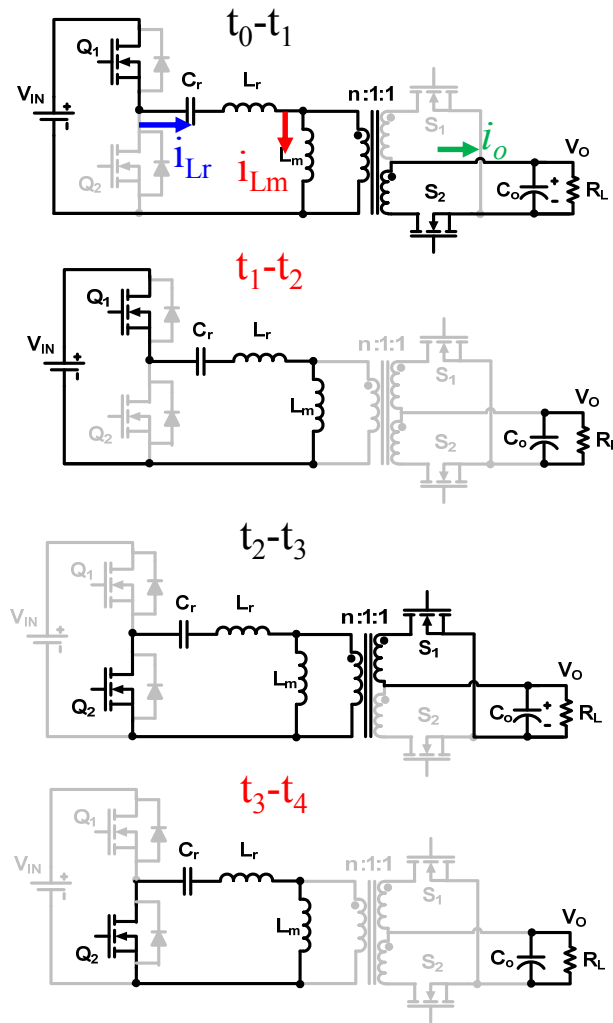 t0-t1
Q1
Cr
Lr
n:1:1
VIN
S1
iLr
iLm
Lm
io
VO
Q2
S2
Co
RL
t1-t2
Q1
Cr
Lr
n:1:1
VIN
S1
Lm
VO
Q2
S2
Co
RL
t2-t3
Q1
Cr
Lr
n:1:1
VIN
S1
Lm
VO
Q2
S2
Co
RL
t3-t4
Q1
Cr
Lr
n:1:1
VIN
S1
Lm
VO
Q2
S2
Co
RL